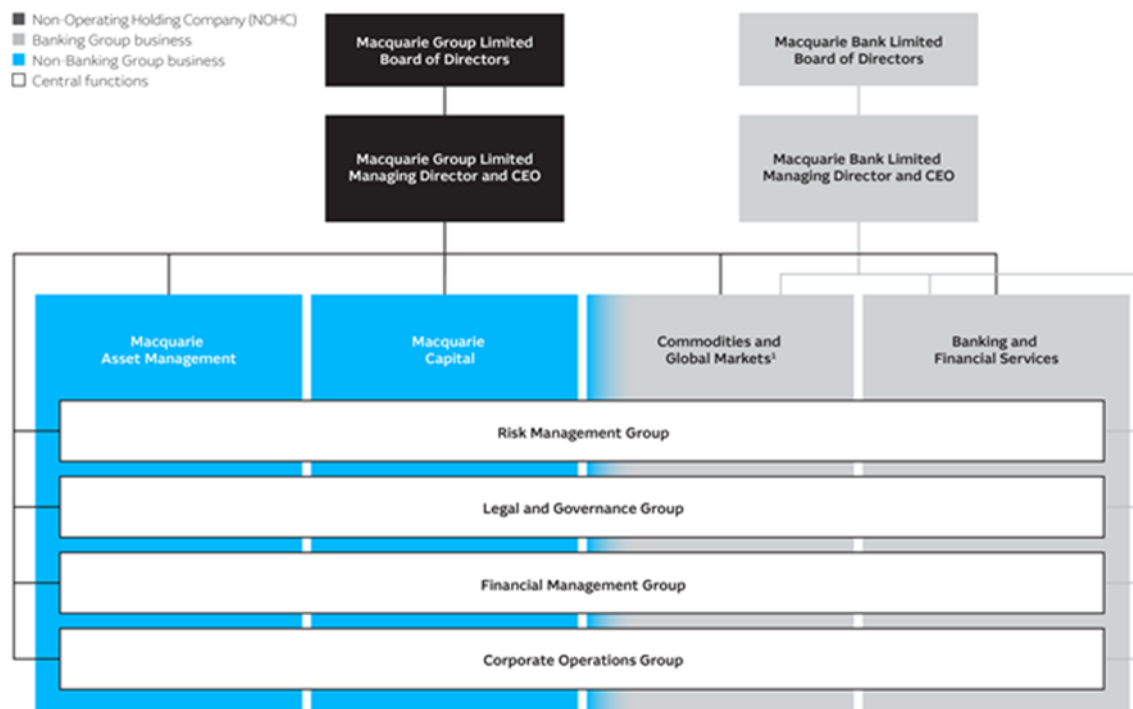 Non-Operating Holding Company (NOHC)
Banking Group business
Non-Banking Group business
Central functions
Macquarie Group Limited
Board of Directors
Macquarie Bank Limited
Board of Directors
Macquarie Group Limited
Managing Director and CEO
Macquarie Bank Limited
Managing Director and CEO
Macquarie
Asset Management
Macquarie
Capital
Commodities and
Global Markets¹
Banking and
Financial Services
Risk Management Group
Legal and Governance Group
Financial Management Group
Corporate Operations Group